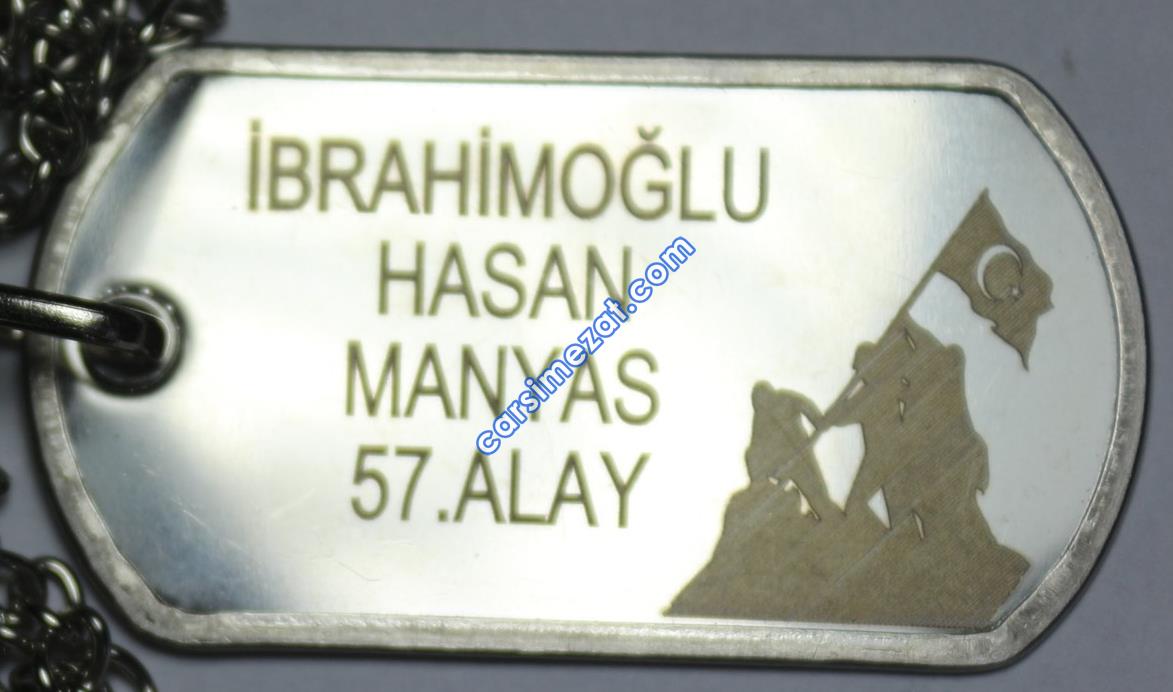 İBRAHİMOĞLU
HASAN
MANYAS
57.ALAY
carsimezat.com